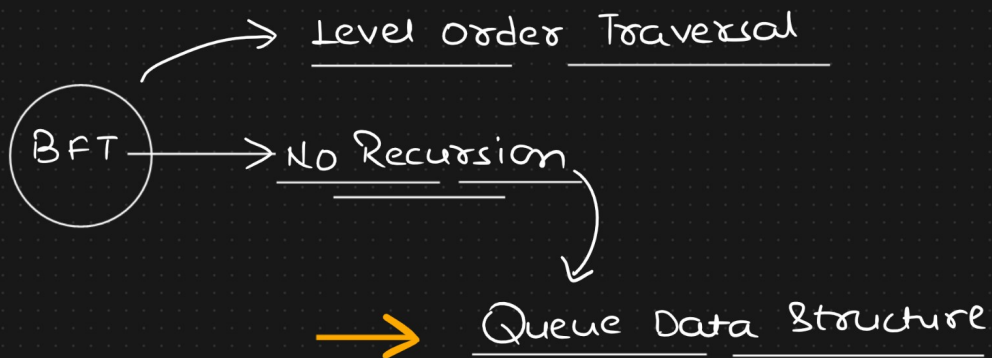 Level Order Traversal
BFT
No Recursion
Queue Data Structure